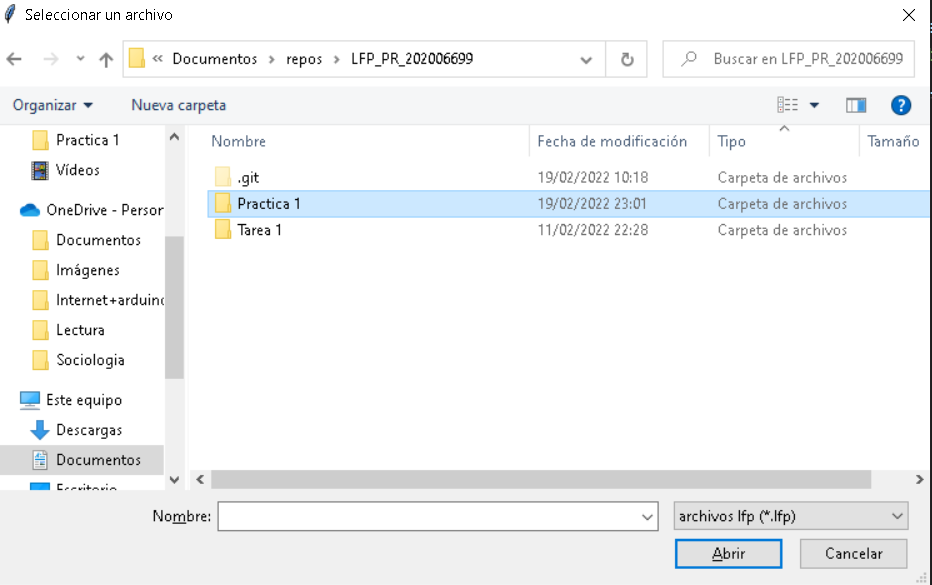 Seleccionar un archivo
« Documentos › repos › LFP_PR_202006699
Buscar en LFP_PR_202006699
Organizar
Nueva carpeta
Practica 1
Vídeos
OneDrive - Person
Documentos
Imágenes
Internet+arduino
Lectura
Sociologia
Este equipo
Descargas
Documentos
Escritorio
Nombre Fecha de modificación Tipo Tamaño
.git 19/02/2022 10:18 Carpeta de archivos
Practica 1 19/02/2022 23:01 Carpeta de archivos
Tarea 1 11/02/2022 22:28 Carpeta de archivos
Nombre:
archivos lfp (*.lfp)
Abrir
Cancelar